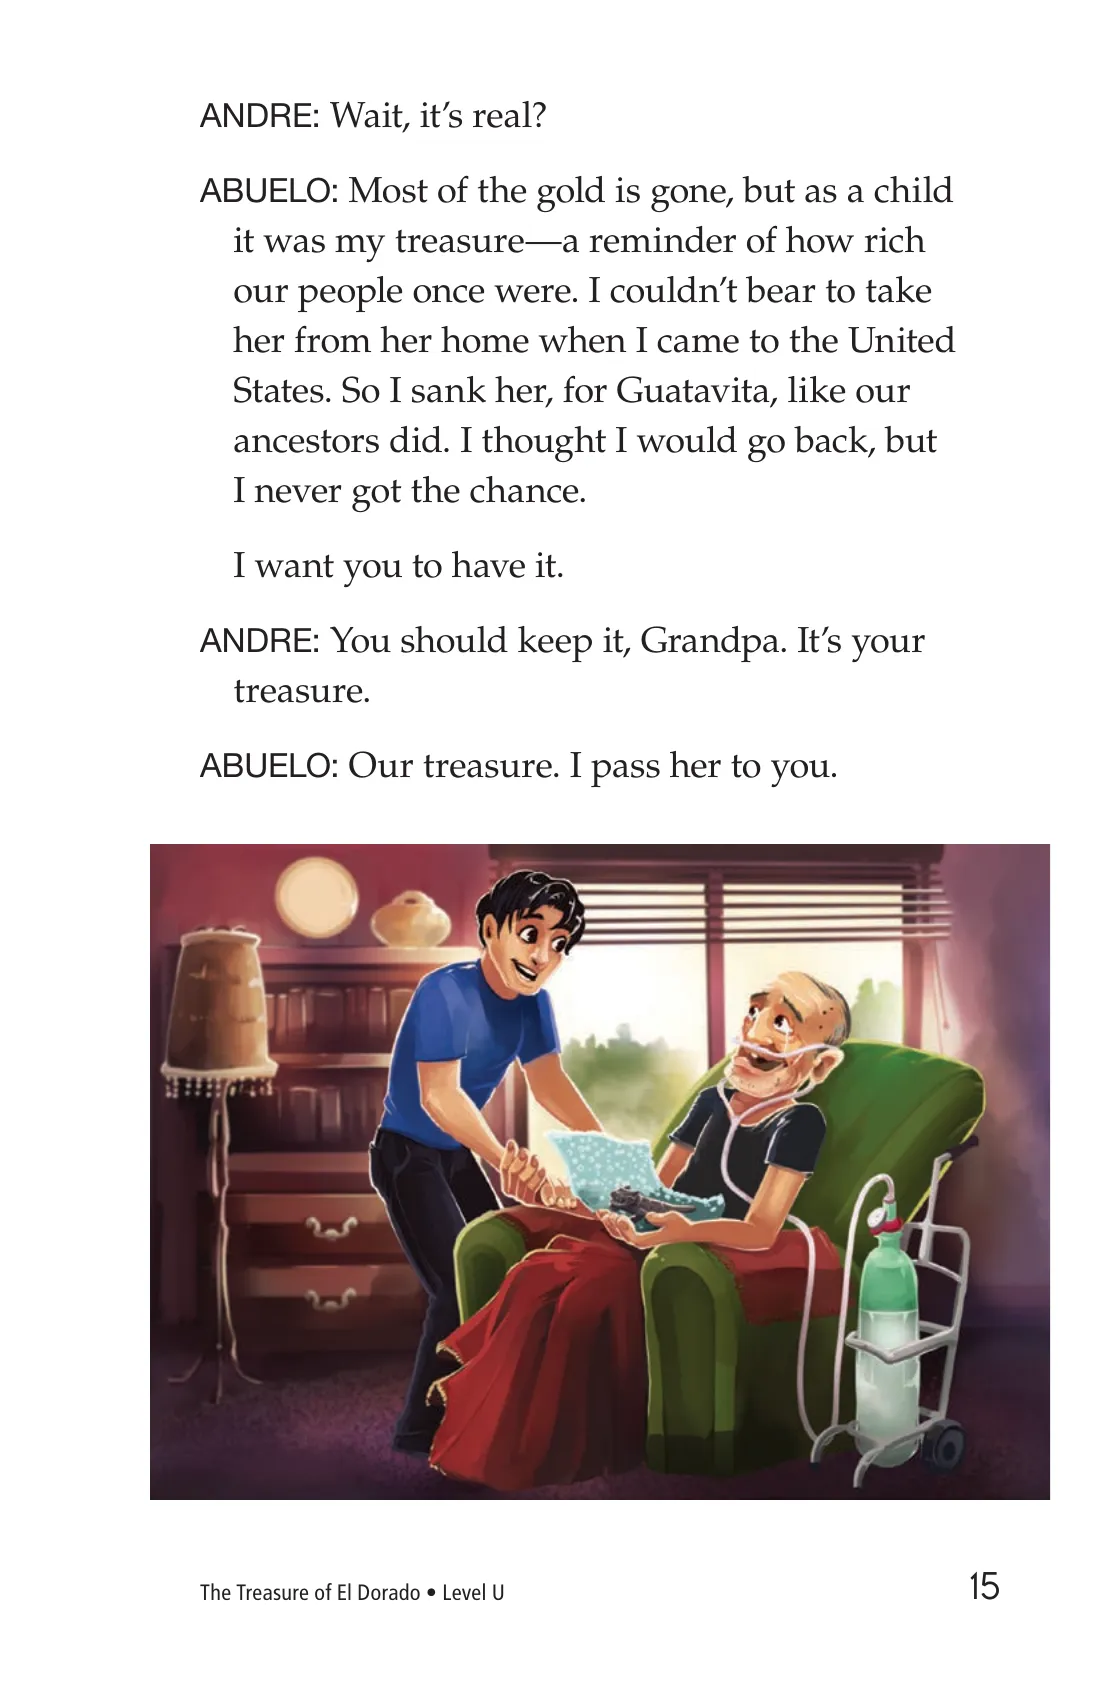 ANDRE: Wait, it’s real?
ABUELO: Most of the gold is gone, but as a child
it was my treasure—a reminder of how rich
our people once were. I couldn’t bear to take
her from her home when I came to the United
States. So I sank her, for Guatavita, like our
ancestors did. I thought I would go back, but
I never got the chance.
I want you to have it.
ANDRE: You should keep it, Grandpa. It’s your
treasure.
ABUELO: Our treasure. I pass her to you.
The Treasure of El Dorado • Level U
15